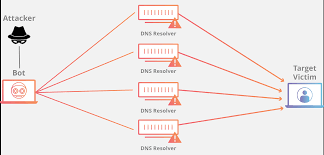 Attacker
Bot
DNS Resolver
DNS Resolver
DNS Resolver
DNS Resolver
Target
Victim